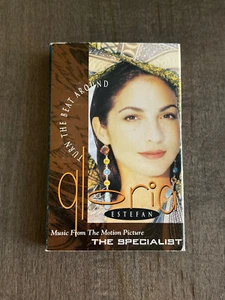 TURN THE BEAT AROUND
gloria
ESTEFAN
Music From The Motion Picture
THE SPECIALIST